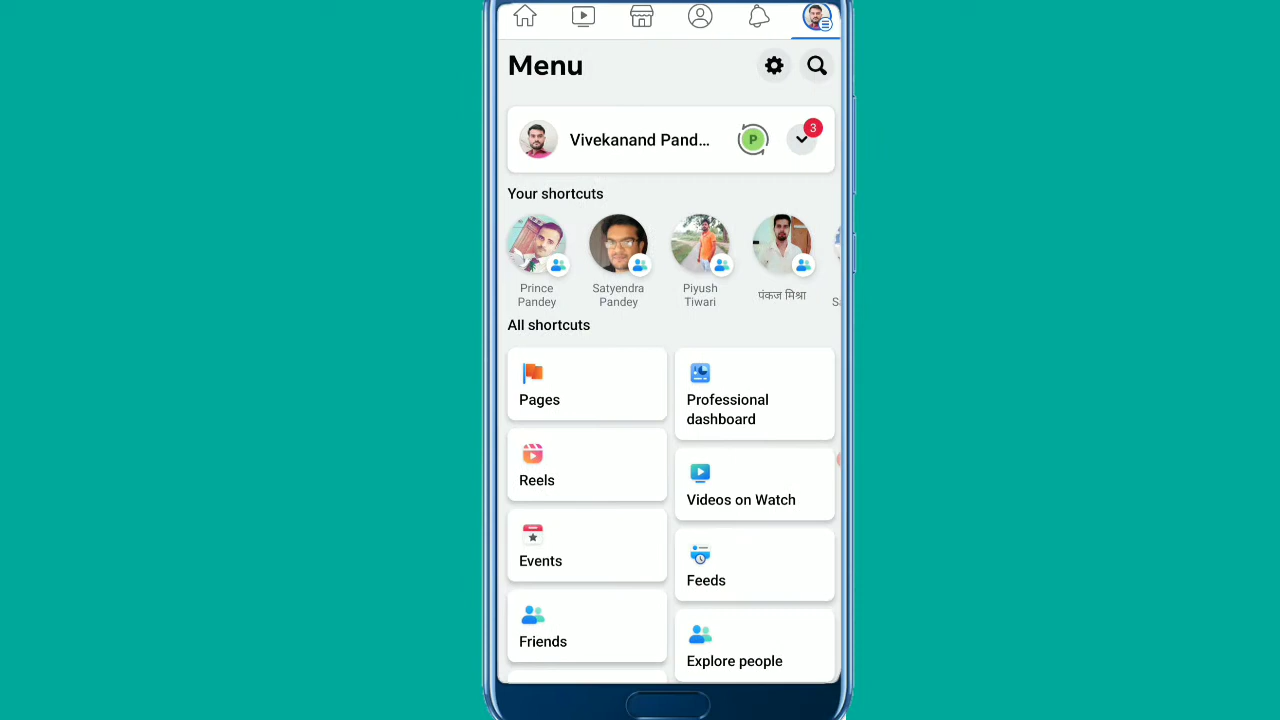 Menu
Vivekanand Pand...
P
3
Your shortcuts
Prince
Pandey
Satyendra
Pandey
Piyush
Tiwari
पंकज मिश्रा
All shortcuts
Pages
Professional
dashboard
Reels
Videos on Watch
Events
Feeds
Friends
Explore people